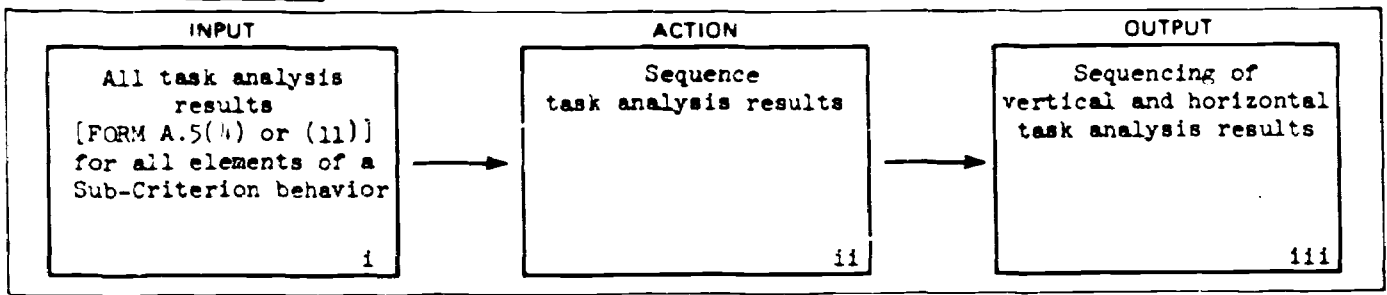 INPUT
All task analysis
results
[FORM A.5(4) or (11)]
for all elements of a
Sub-Criterion behavior
i
ACTION
Sequence
task analysis results
ii
OUTPUT
Sequencing of
vertical and horizontal
task analysis results
iii